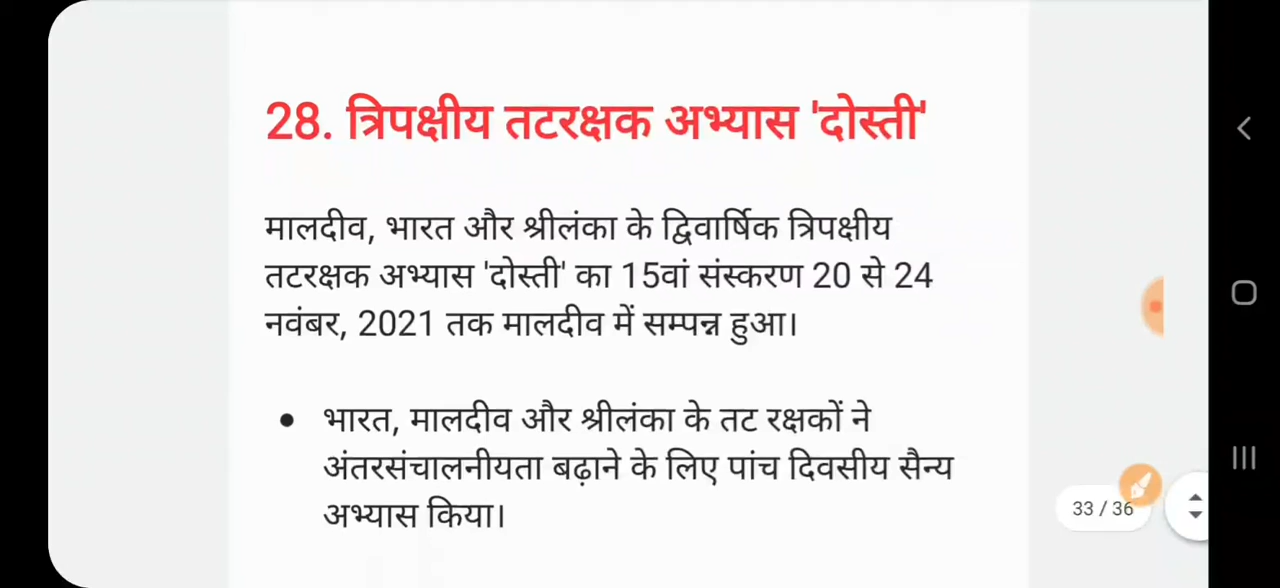 28. त्रिपक्षीय तटरक्षक अभ्यास 'दोस्ती'
मालदीव, भारत और श्रीलंका के द्विवार्षिक त्रिपक्षीय
तटरक्षक अभ्यास 'दोस्ती' का 15वां संस्करण 20 से 24
नवंबर, 2021 तक मालदीव में सम्पन्न हुआ।
• भारत, मालदीव और श्रीलंका के तट रक्षकों ने
अंतरसंचालनीयता बढ़ाने के लिए पांच दिवसीय सैन्य
अभ्यास किया।
33 / 36